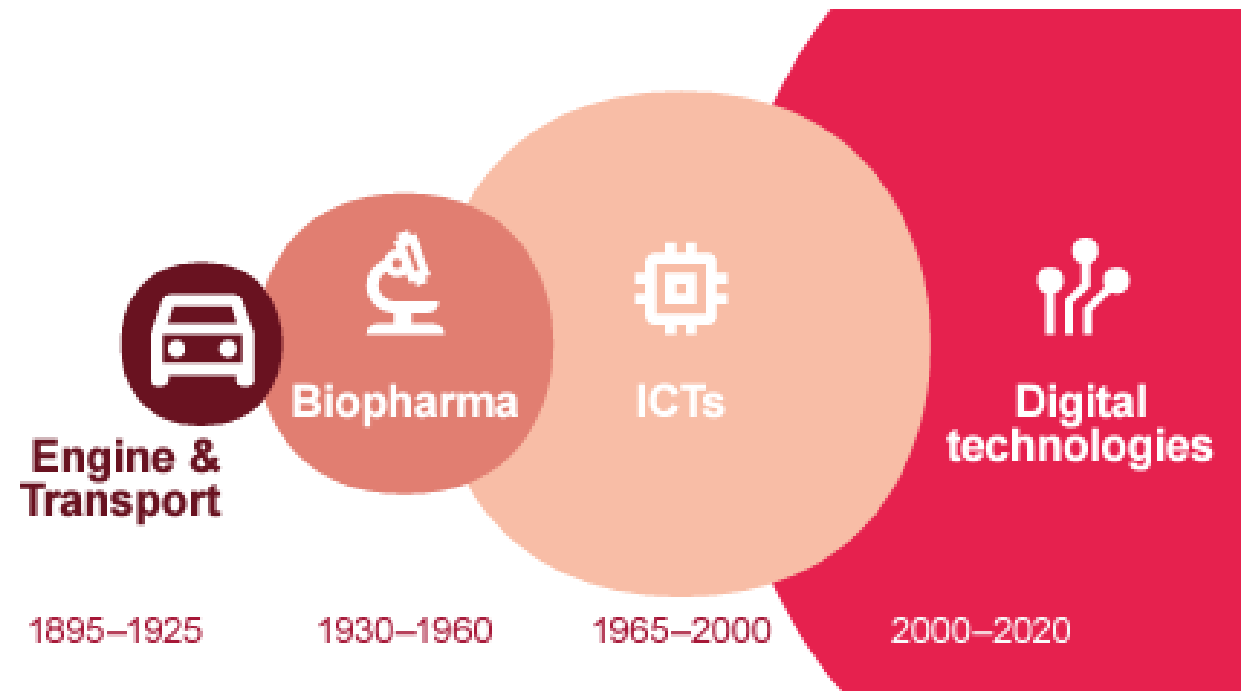 Engine &
Transport
Biopharma
ICTs
Digital
technologies
1895–1925
1930–1960
1965–2000
2000–2020